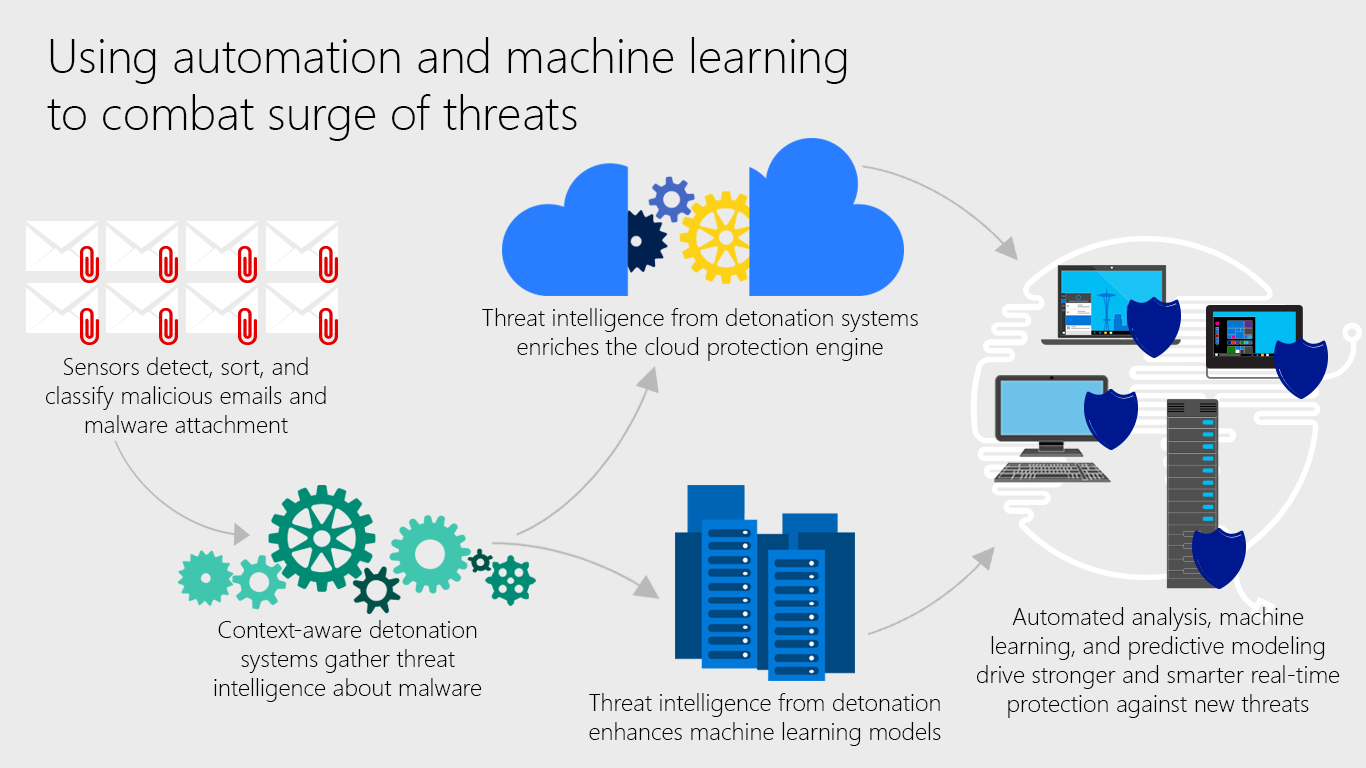 Using automation and machine learning
to combat surge of threats
Sensors detect, sort, and
classify malicious emails and
malware attachment
Threat intelligence from detonation systems
enriches the cloud protection engine
Context-aware detonation
systems gather threat
intelligence about malware
Threat intelligence from detonation
enhances machine learning models
Automated analysis, machine
learning, and predictive modeling
drive stronger and smarter real-time
protection against new threats